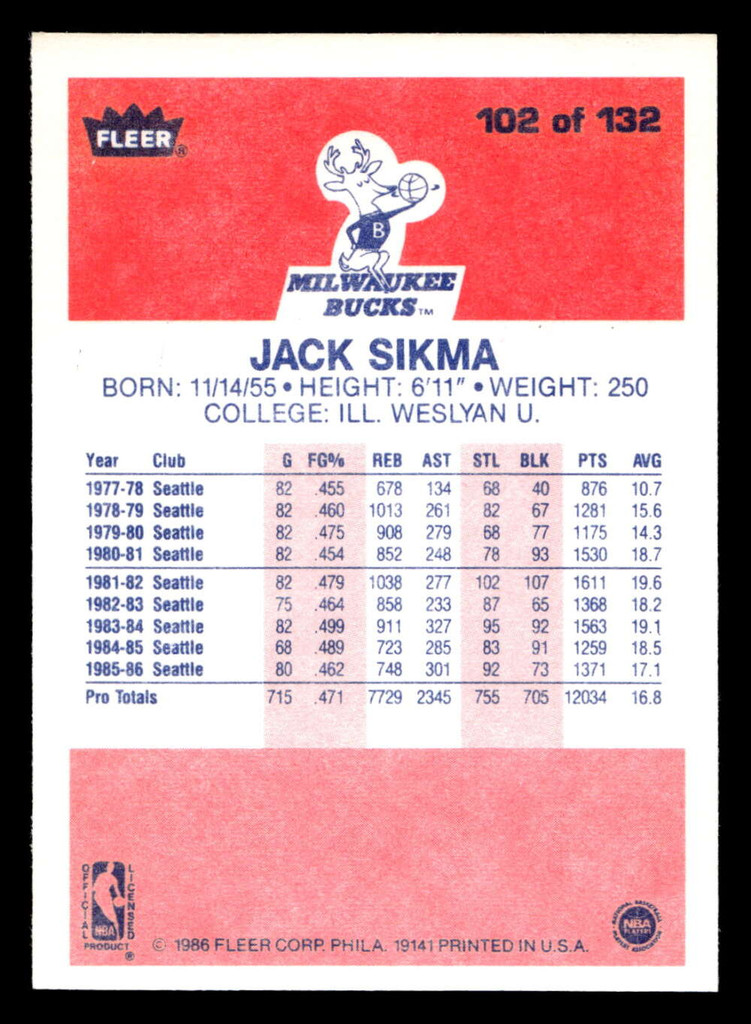 FLEER®
102 of 132
B
MILWAUKEE
BUCKS™
JACK SIKMA
BORN: 11/14/55 • HEIGHT: 6'11" • WEIGHT: 250
COLLEGE: ILL. WESLYAN U.
Year Club G FG% REB AST STL BLK PTS AVG
1977-78 Seattle 82 .455 678 134 68 40 876 10.7
1978-79 Seattle 82 .460 1013 261 82 67 1281 15.6
1979-80 Seattle 82 .475 908 279 68 77 1175 14.3
1980-81 Seattle 82 .454 852 248 78 93 1530 18.7
1981-82 Seattle 82 .479 1038 277 102 107 1611 19.6
1982-83 Seattle 75 .464 858 233 87 65 1368 18.2
1983-84 Seattle 82 .499 911 327 95 92 1563 19.1
1984-85 Seattle 68 .489 723 285 83 91 1259 18.5
1985-86 Seattle 80 .462 748 301 92 73 1371 17.1
Pro Totals 715 .471 7729 2345 755 705 12034 16.8
OFFICIAL LICENSED
NBA
PRODUCT ®
© 1986 FLEER CORP. PHILA. 19141 PRINTED IN U.S.A.
NATIONAL BASKETBALL
NBA
PLAYERS
PLAYERS ASSOCIATION